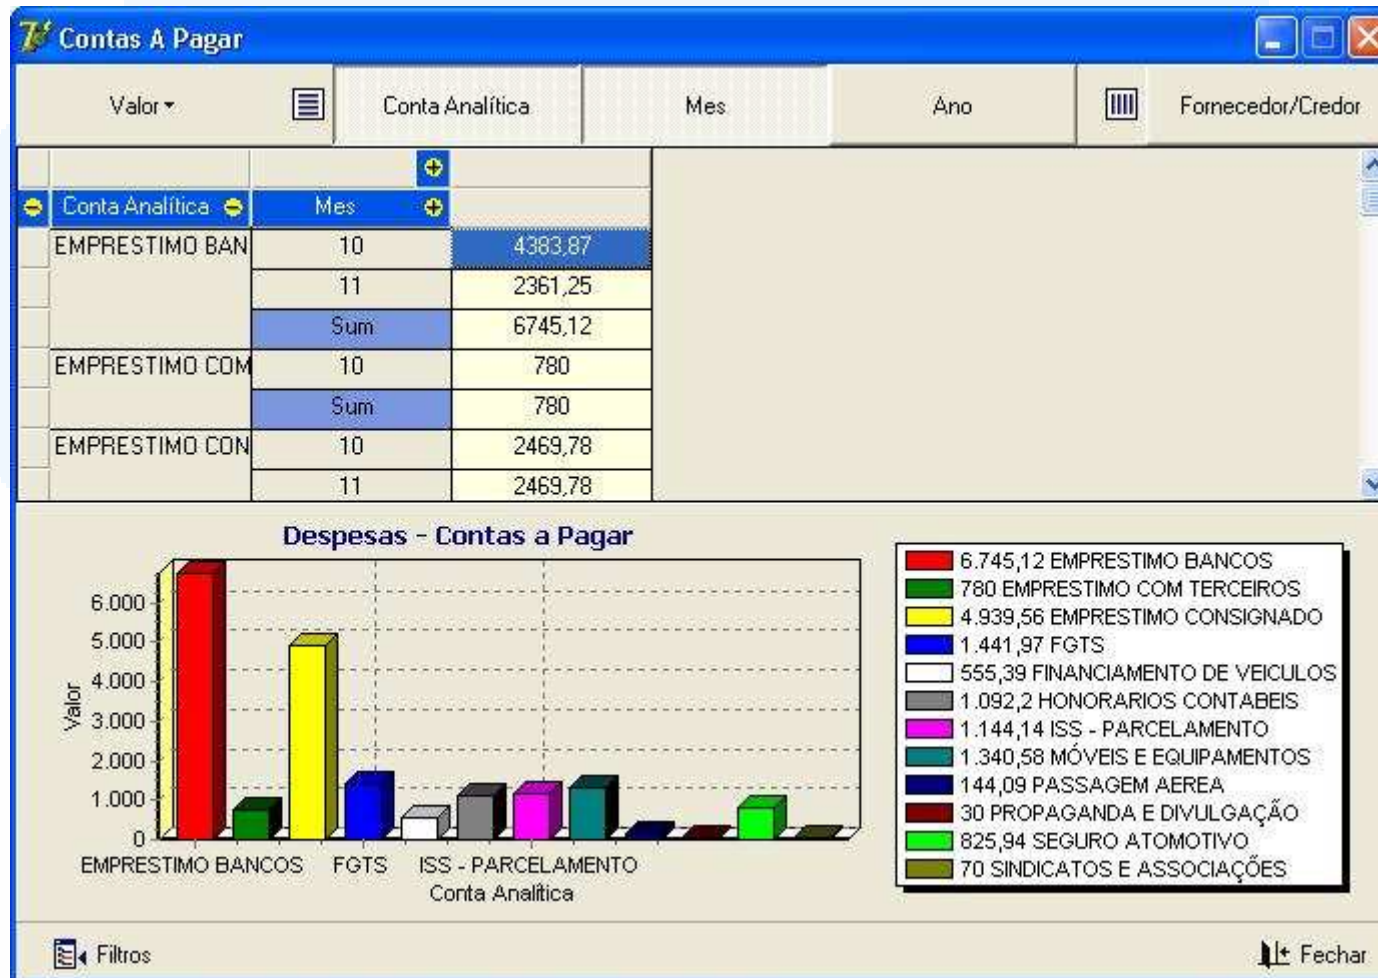 Contas A Pagar
Valor Conta Analítica Mes Ano Fornecedor/Credor
Conta Analítica Mes
EMPRESTIMO BAN 10 4383,87
11 2361,25
Sum 6745,12
EMPRESTIMO COM 10 780
Sum 780
EMPRESTIMO CON 10 2469,78
11 2469,78
Despesas - Contas a Pagar
6.000
5.000
4.000
3.000
2.000
1.000
0
Valor
EMPRESTIMO BANCOS FGTS ISS - PARCELAMENTO
Conta Analítica
6.745,12 EMPRESTIMO BANCOS
780 EMPRESTIMO COM TERCEIROS
4.939,56 EMPRESTIMO CONSIGNADO
1.441,97 FGTS
555,39 FINANCIAMENTO DE VEICULOS
1.092,2 HONORARIOS CONTABEIS
1.144,14 ISS - PARCELAMENTO
1.340,58 MÓVEIS E EQUIPAMENTOS
144,09 PASSAGEM AEREA
30 PROPAGANDA E DIVULGAÇÃO
825,94 SEGURO ATOMOTIVO
70 SINDICATOS E ASSOCIAÇÕES
Filtros Fechar